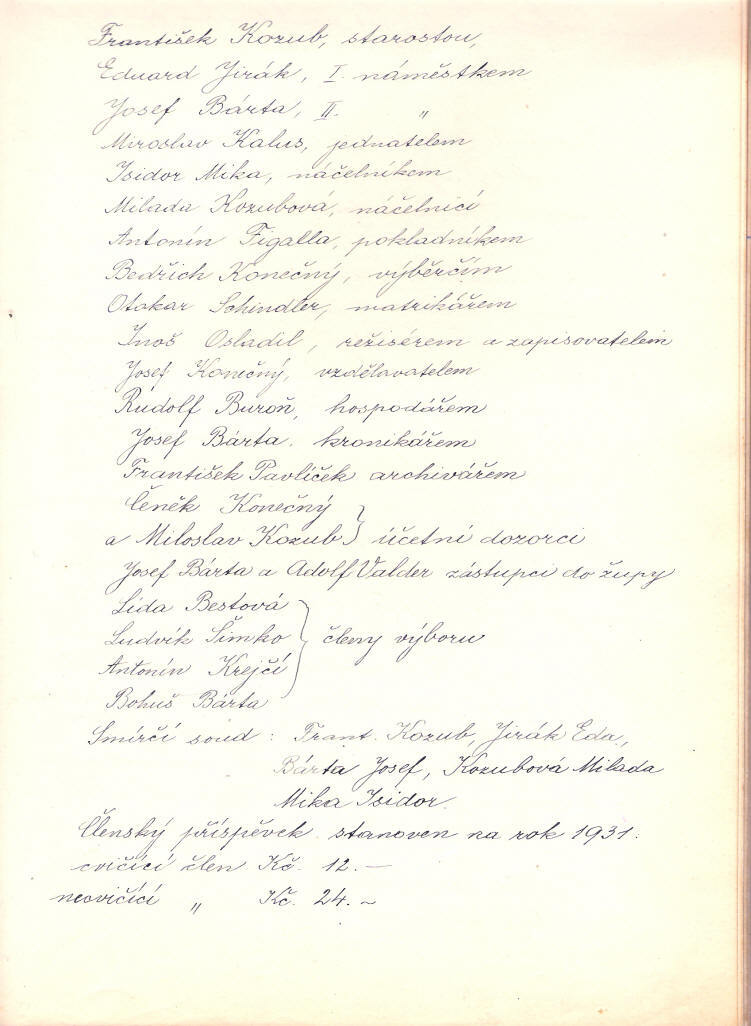 František Kozub, starostou,
Eduard Jirák, I. náměstkem
Josef Bárta, II. "
Miroslav Kalus, jednatelem
Isidor Mika, náčelníkem
Milada Kozubová, náčelnicí
Antonín Figalla, pokladníkem
Bedřich Konečný, výběrčím
Otokar Schindler, matrikářem
Inoš Osladil, režisérem a zapisovatelem
Josef Konečný, vzdělavatelem
Rudolf Buroň, hospodářem
Josef Bárta. kronikářem
František Pavlíček archivářem
Čeněk Konečný
a Miloslav Kozub } účetní dozorci
Josef Bárta a Adolf Valder zástupci do župy
Lída Bestová
Ludvík Šimko } členy výboru
Antonín Krejčí
Bohuš Bárta
Smírčí soud : Frant. Kozub, Jirák Eda.,
Bárta Josef, Kozubová Milada
Mika Isidor.
Členský příspěvek stanoven na rok 1931.
cvičící člen Kč. 12.—
necvičící " Kč. 24.—